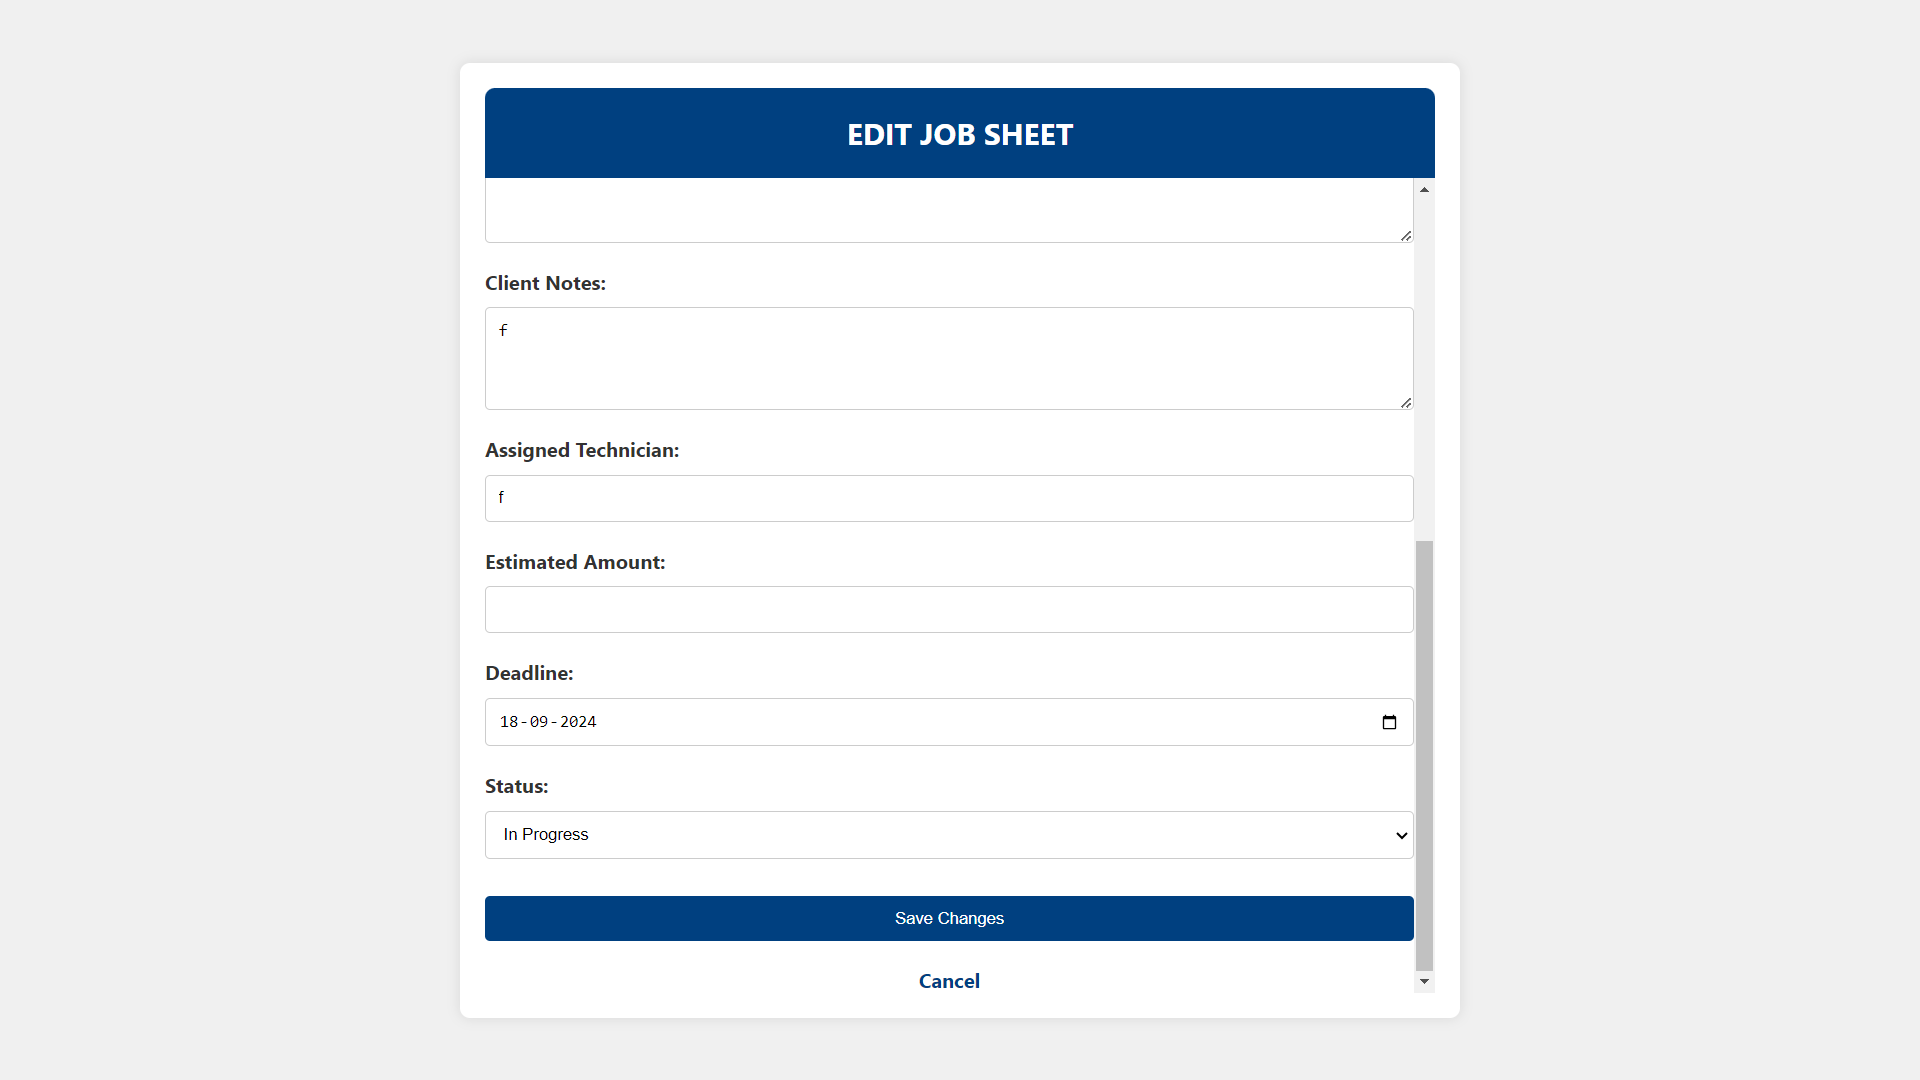 EDIT JOB SHEET
Client Notes:
f
Assigned Technician:
f
Estimated Amount:
Deadline:
18-09-2024
Status:
In Progress
Save Changes
Cancel